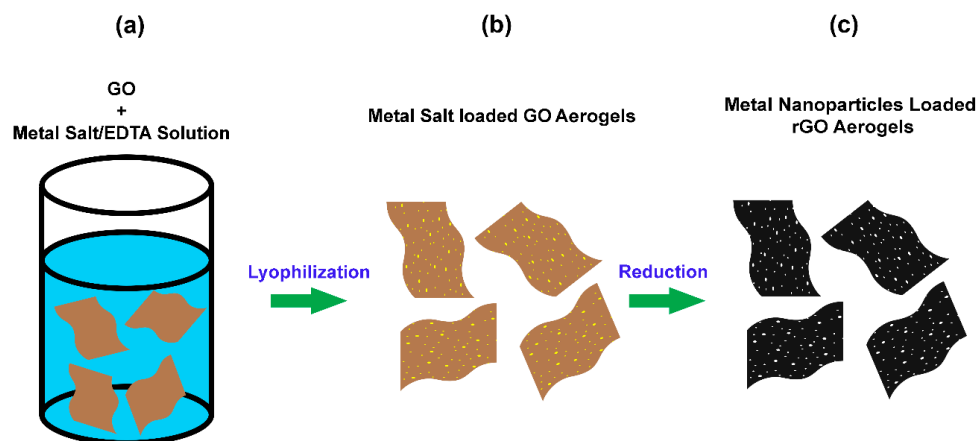 (a)
(b)
(c)
GO
+
Metal Salt/EDTA Solution
Metal Salt loaded GO Aerogels
Metal Nanoparticles Loaded
rGO Aerogels
Lyophilization
Reduction